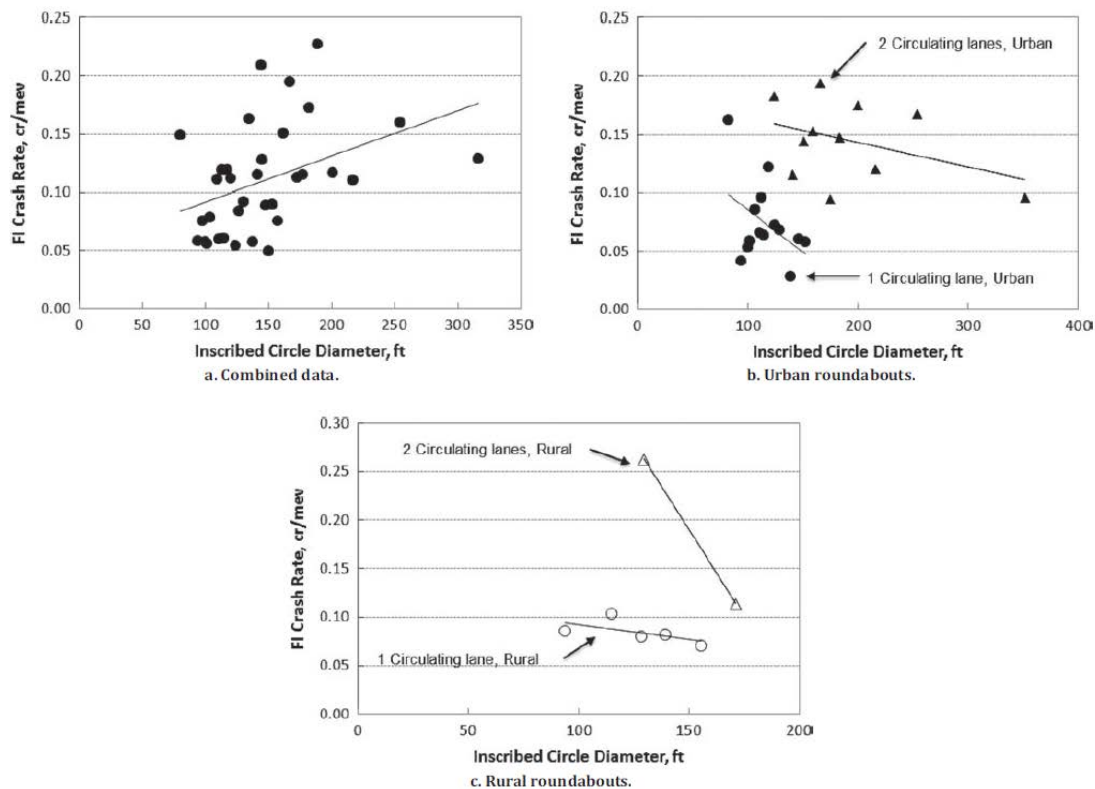 0.25
0.20
0.15
0.10
0.05
0.00
FI Crash Rate, cr/mev
0 50 100 150 200 250 300 350
Inscribed Circle Diameter, ft
a. Combined data.
0.25
0.20
0.15
0.10
0.05
0.00
FI Crash Rate, cr/mev
2 Circulating lanes, Urban
1 Circulating lane, Urban
0 100 200 300 400
Inscribed Circle Diameter, ft
b. Urban roundabouts.
0.30
0.25
0.20
0.15
0.10
0.05
0.00
FI Crash Rate, cr/mev
2 Circulating lanes, Rural
1 Circulating lane, Rural
0 50 100 150 200
Inscribed Circle Diameter, ft
c. Rural roundabouts.